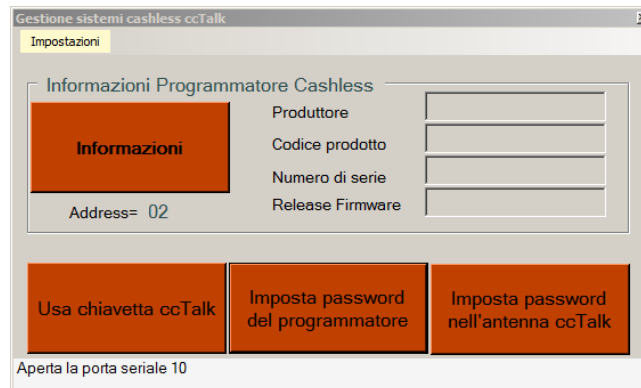 Gestione sistemi cashless ccTalk
Impostazioni
Informazioni Programmatore Cashless
Informazioni
Produttore
Codice prodotto
Numero di serie
Release Firmware
Address= 02
Usa chiavetta ccTalk
Imposta password
del programmatore
Imposta password
nell'antenna ccTalk
Aperta la porta seriale 10